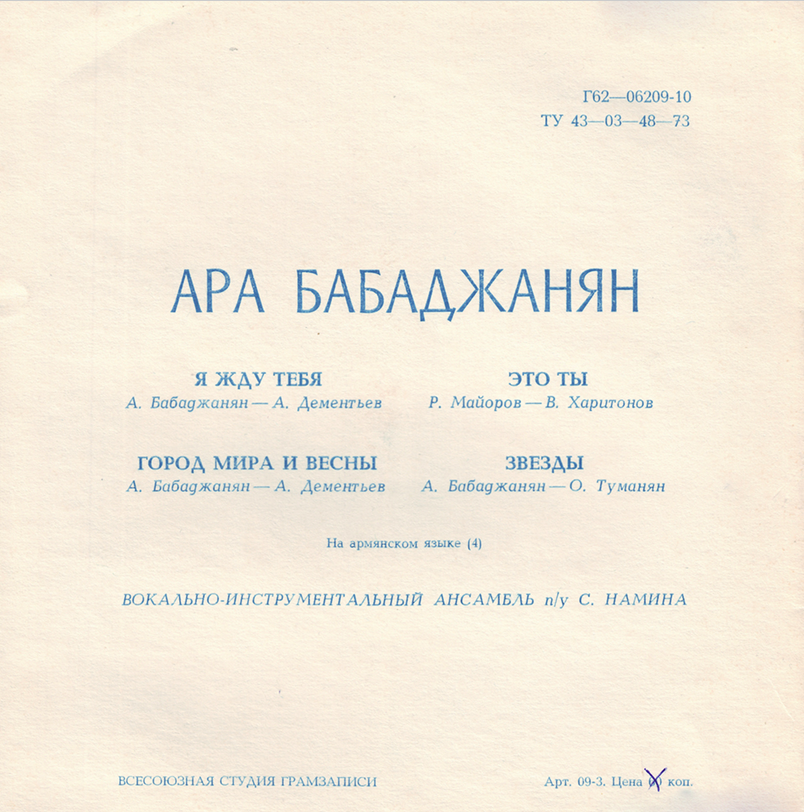 Г62—06209-10
ТУ 43—03—48—73
АРА БАБАДЖАНЯН
Я ЖДУ ТЕБЯ
А. Бабаджанян — А. Дементьев
ЭТО ТЫ
Р. Майоров — В. Харитонов
ГОРОД МИРА И ВЕСНЫ
А. Бабаджанян — А. Дементьев
ЗВЕЗДЫ
А. Бабаджанян — О. Туманян
На армянском языке (4)
ВОКАЛЬНО-ИНСТРУМЕНТАЛЬНЫЙ АНСАМБЛЬ п/у С. НАМИНА
ВСЕСОЮЗНАЯ СТУДИЯ ГРАМЗАПИСИ
Арт. 09-3. Цена коп.